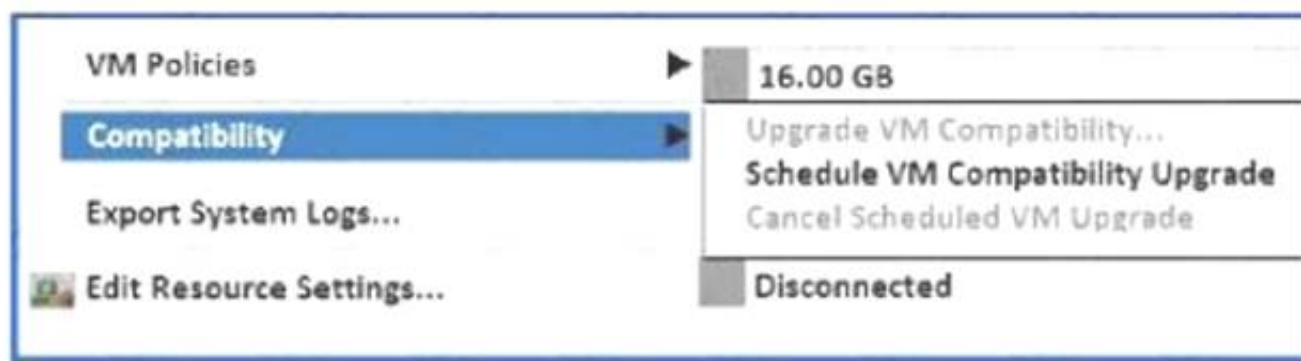 VM Policies
16.00 GB
Compatibility
Upgrade VM Compatibility...
Schedule VM Compatibility Upgrade
Cancel Scheduled VM Upgrade
Export System Logs...
Edit Resource Settings...
Disconnected